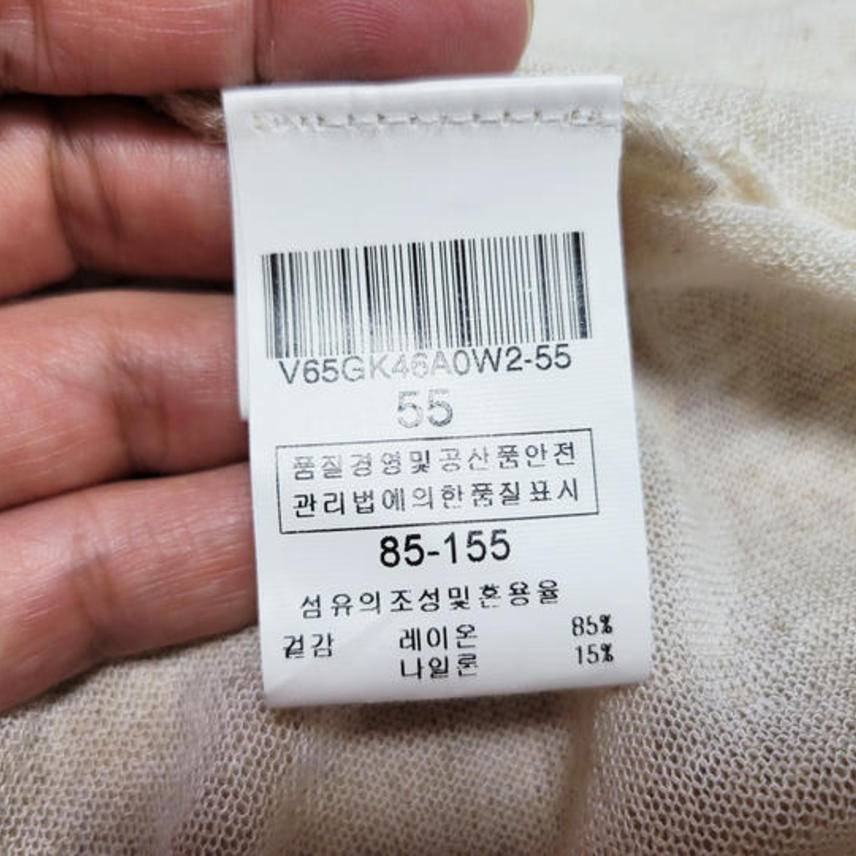 V65GK46A0W2-55
55
품질경영및공산품안전
관리법에의한품질표시
85-155
섬유의조성및혼용율
겉감 레이온 85%
나일론 15%